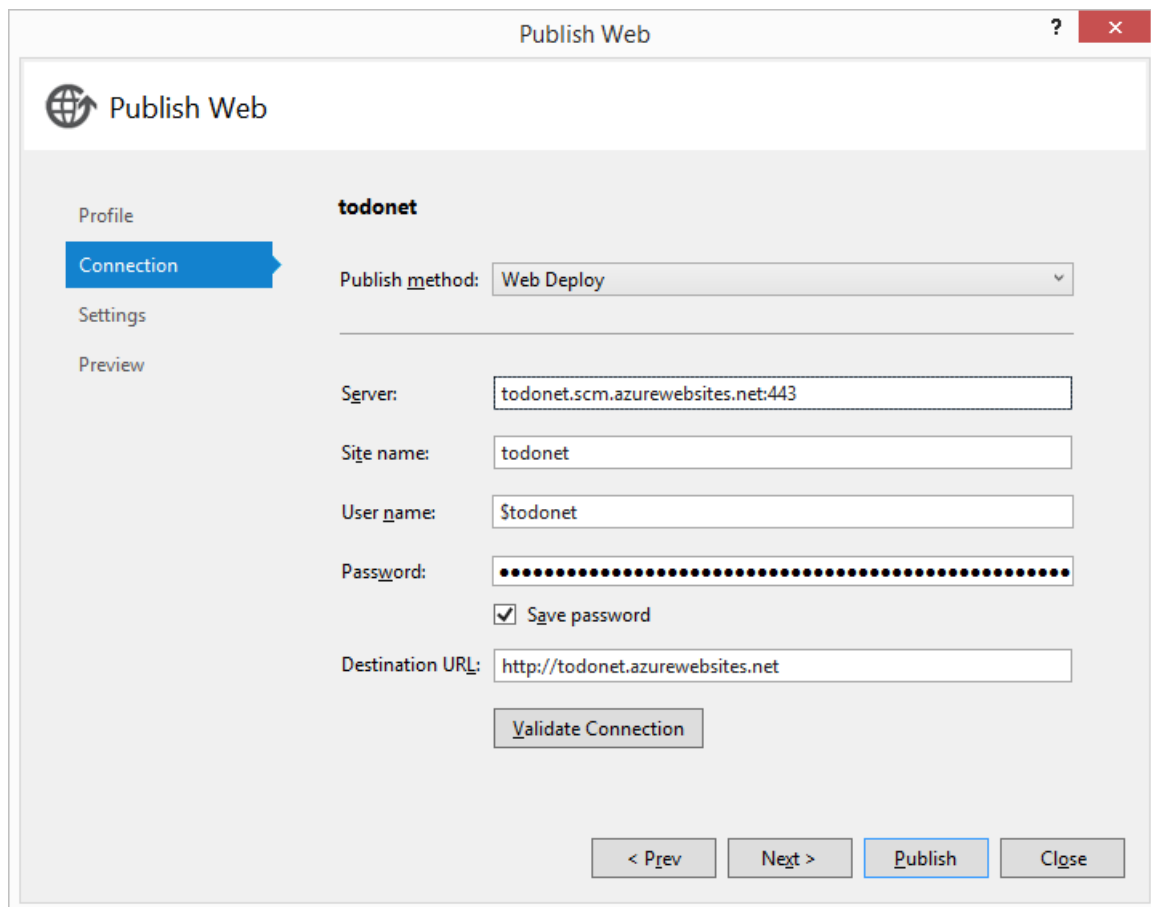 Publish Web
?
Publish Web
Profile
Connection
Settings
Preview
todonet
Publish method: Web Deploy
Server: todonet.scm.azurewebsites.net:443
Site name: todonet
User name: $todonet
Password: ●●●●●●●●●●●●●●●●●●●●●●●●●●●●●●●●●●●●●●●●●●●●●●●●●●●
Save password
Destination URL: http://todonet.azurewebsites.net
Validate Connection
< Prev Next > Publish Close